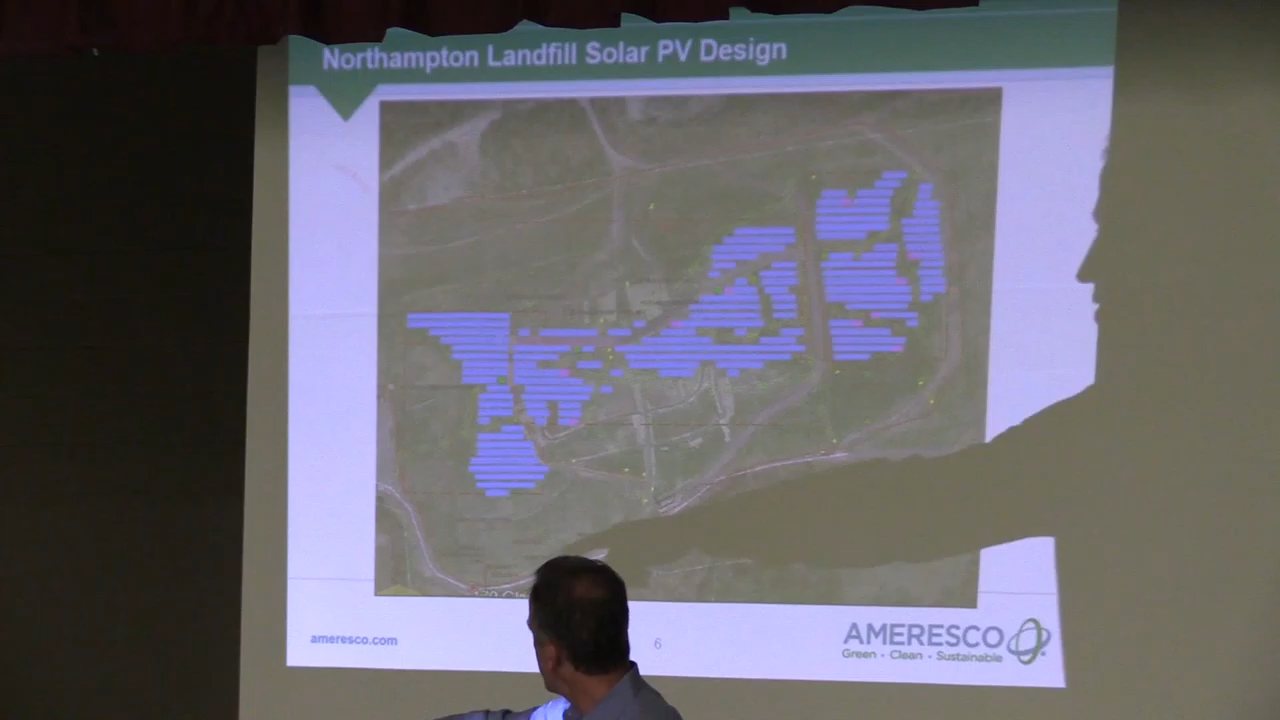 Northampton Landfill Solar PV Design
ameresco.com
6
AMERESCO
Green - Clean - Sustainable